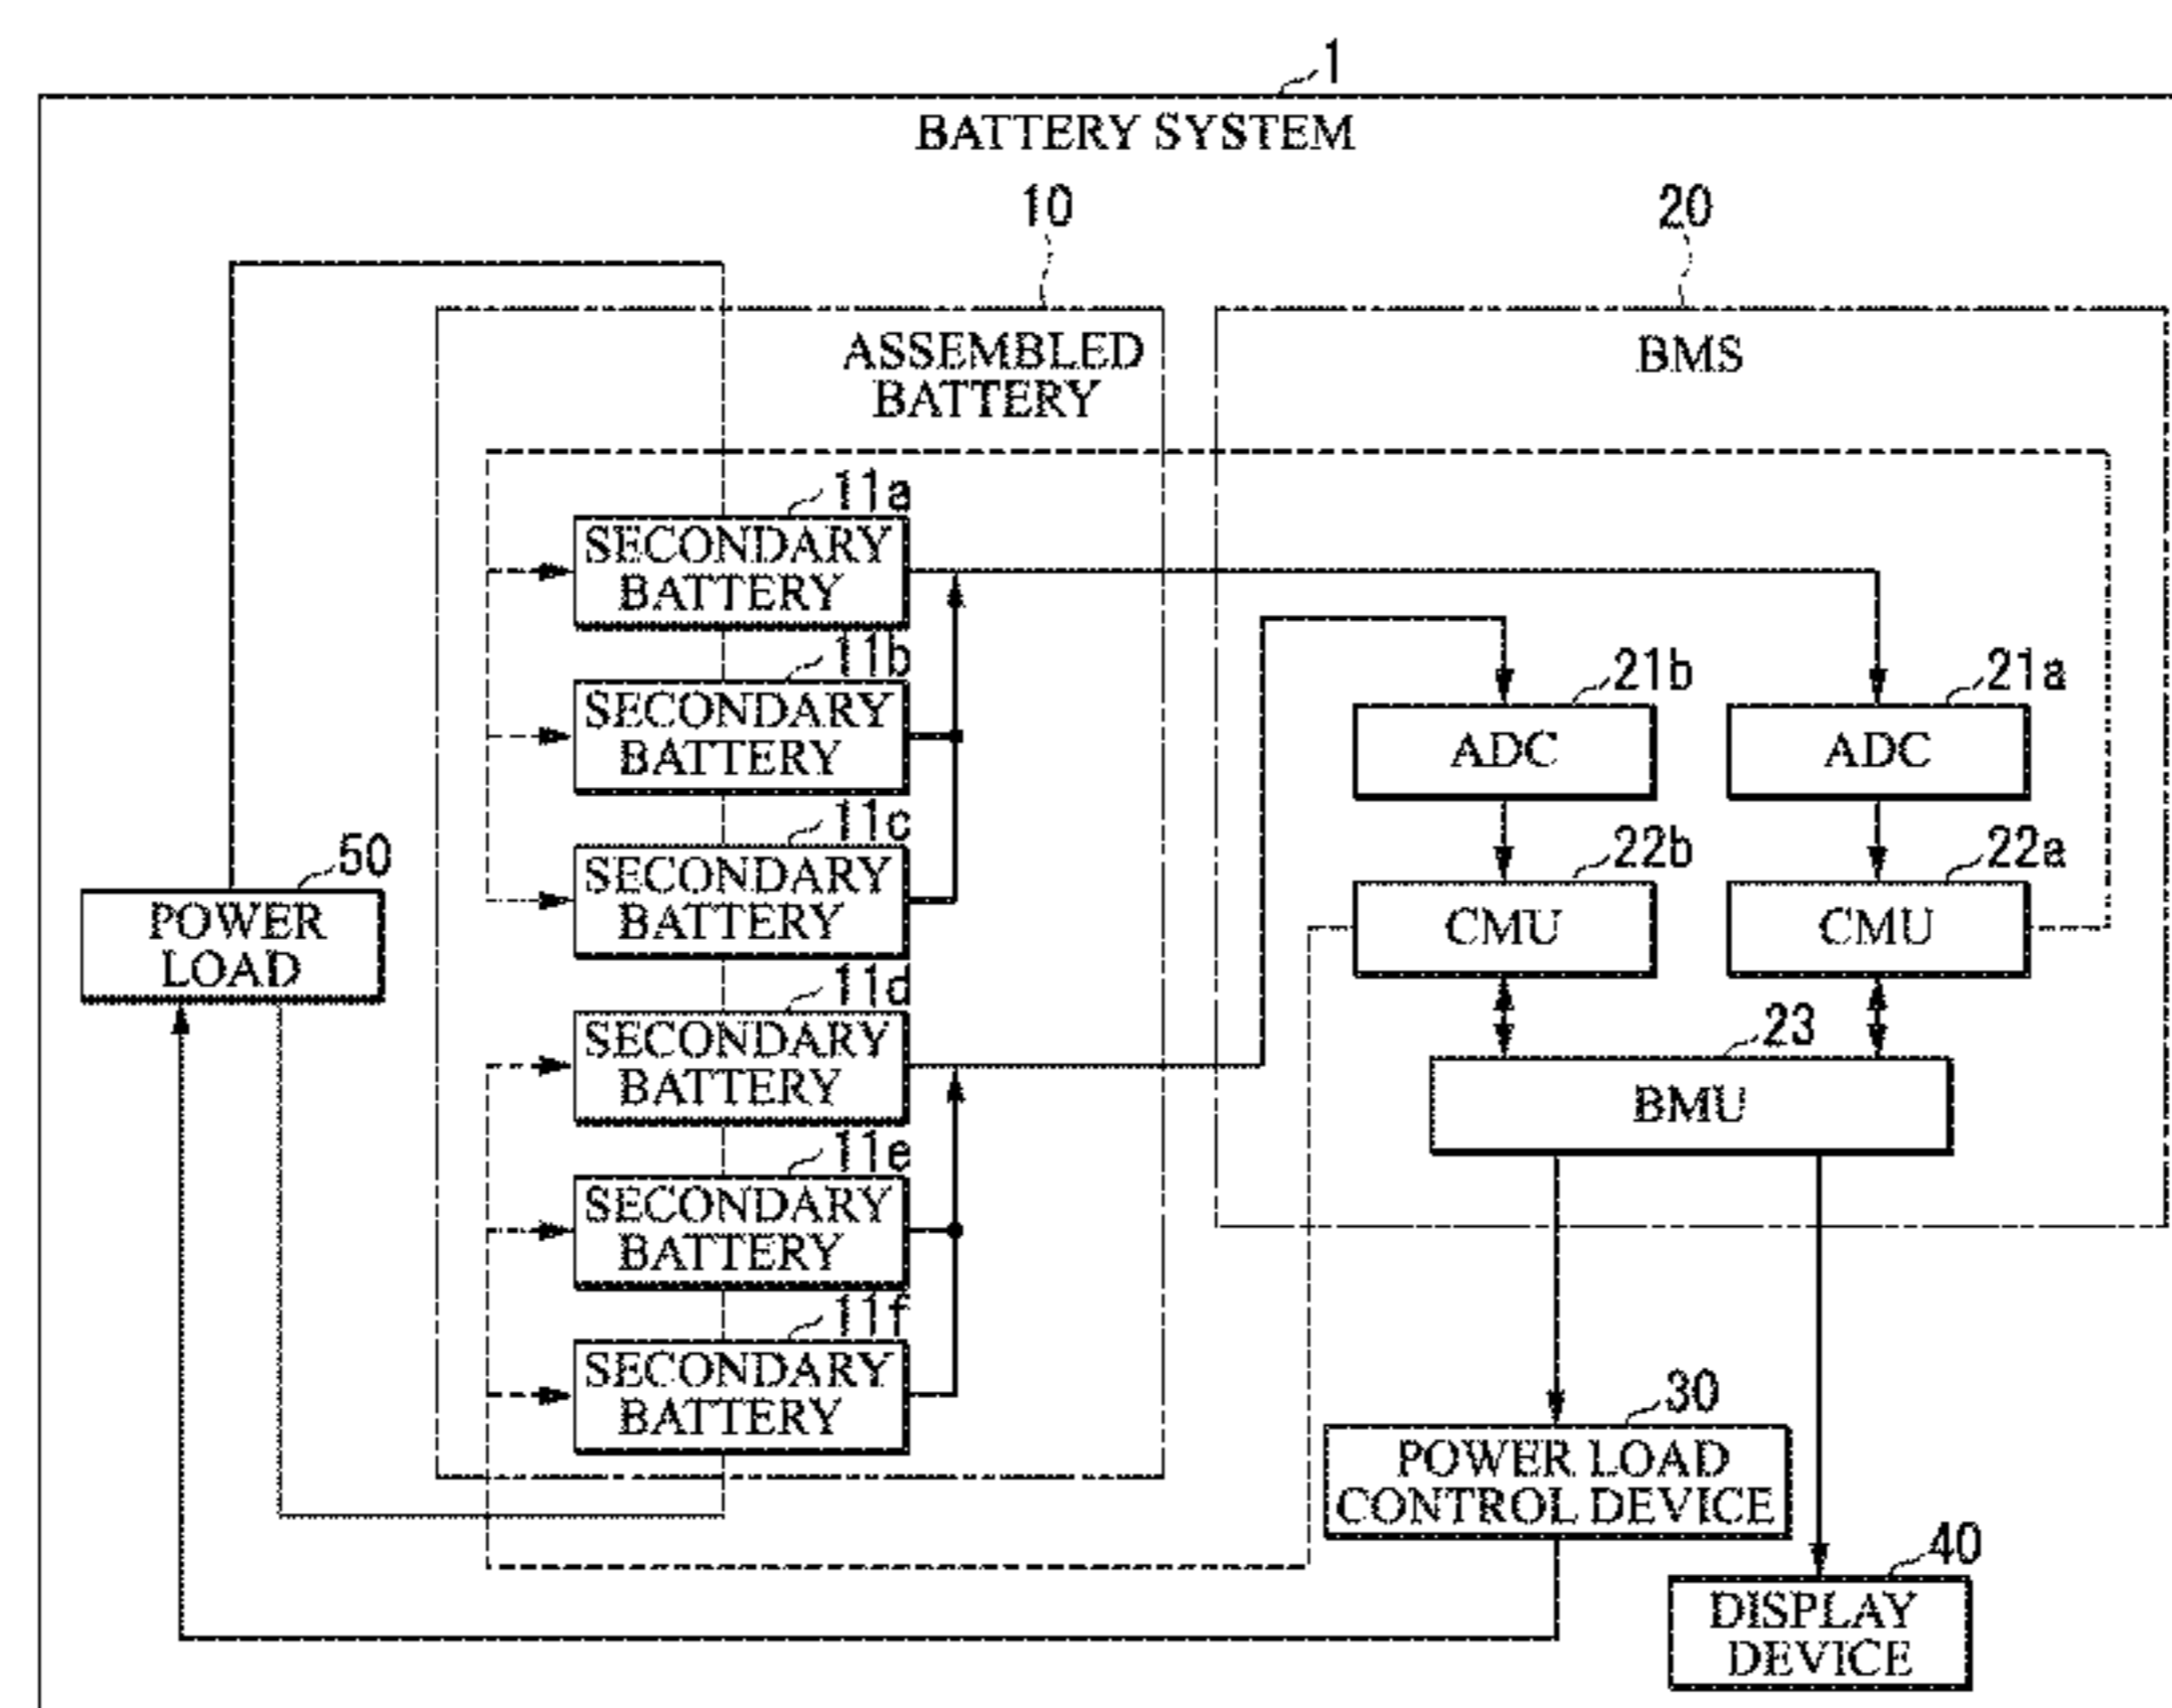 1
BATTERY SYSTEM
10
20
ASSEMBLED
BATTERY
BMS
11a
SECONDARY
BATTERY
11b
SECONDARY
BATTERY
11c
SECONDARY
BATTERY
11d
SECONDARY
BATTERY
11e
SECONDARY
BATTERY
11f
SECONDARY
BATTERY
50
POWER
LOAD
21b
ADC
21a
ADC
22b
CMU
22a
CMU
23
BMU
30
POWER LOAD
CONTROL DEVICE
40
DISPLAY
DEVICE